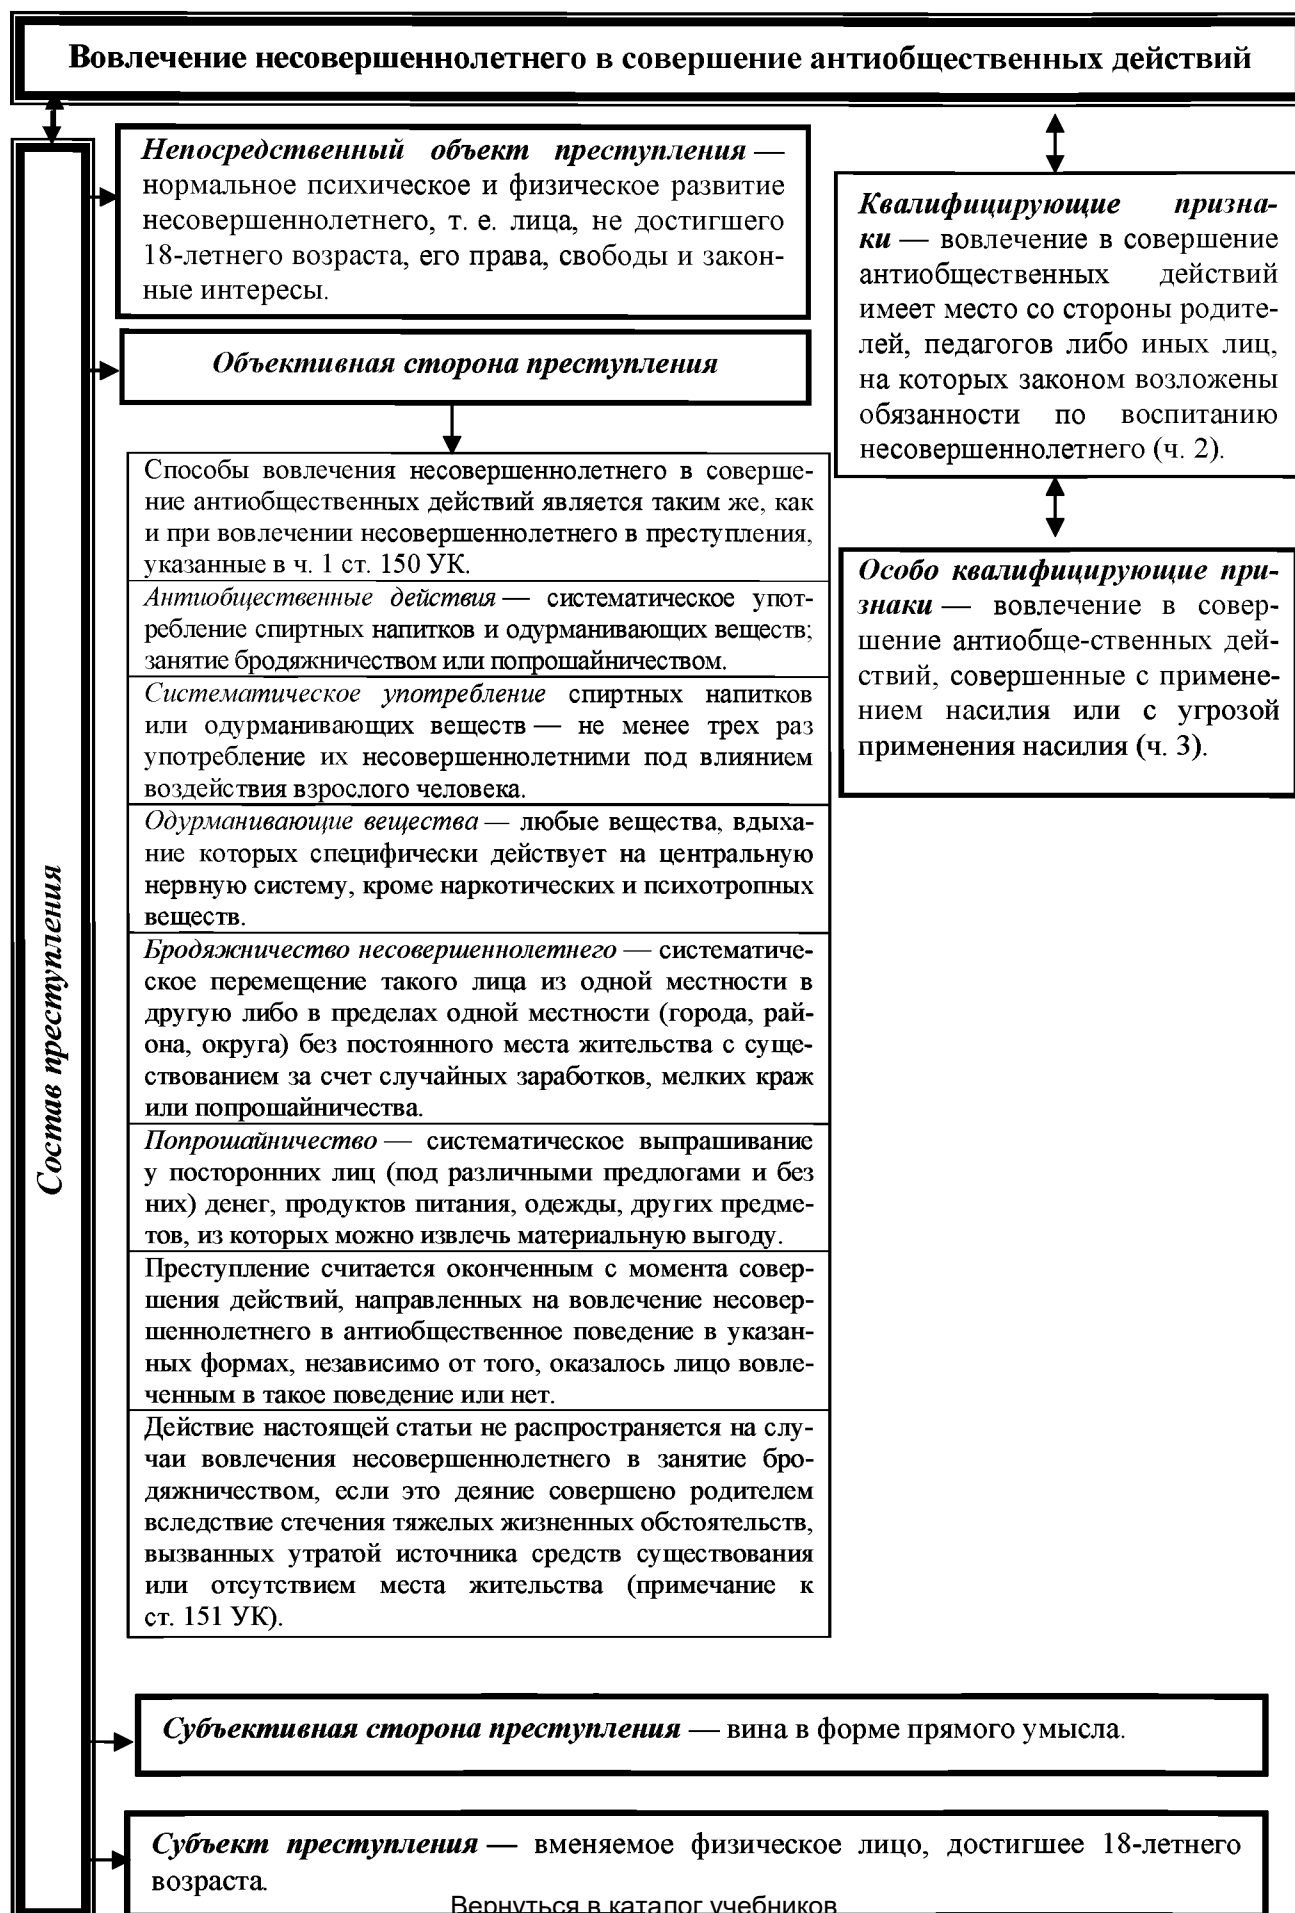 Вовлечение несовершеннолетнего в совершение антиобщественных действий
Состав преступления
Непосредственный объект преступления —
нормальное психическое и физическое развитие
несовершеннолетнего, т. е. лица, не достигшего
18-летнего возраста, его права, свободы и закон-
ные интересы.
Объективная сторона преступления
Способы вовлечения несовершеннолетнего в соверше-
ние антиобщественных действий является таким же, как
и при вовлечении несовершеннолетнего в преступления,
указанные в ч. 1 ст. 150 УК.
Антиобщественные действия — систематическое упот-
ребление спиртных напитков и одурманивающих веществ;
занятие бродяжничеством или попрошайничеством.
Систематическое употребление спиртных напитков
или одурманивающих веществ — не менее трех раз
употребление их несовершеннолетними под влиянием
воздействия взрослого человека.
Одурманивающие вещества — любые вещества, вдыха-
ние которых специфически действует на центральную
нервную систему, кроме наркотических и психотропных
веществ.
Бродяжничество несовершеннолетнего — систематиче-
ское перемещение такого лица из одной местности в
другую либо в пределах одной местности (города, рай-
она, округа) без постоянного места жительства с суще-
ствованием за счет случайных заработков, мелких краж
или попрошайничества.
Попрошайничество — систематическое выпрашивание
у посторонних лиц (под различными предлогами и без
них) денег, продуктов питания, одежды, других предме-
тов, из которых можно извлечь материальную выгоду.
Преступление считается оконченным с момента совер-
шения действий, направленных на вовлечение несовер-
шеннолетнего в антиобщественное поведение в указан-
ных формах, независимо от того, оказалось лицо вовле-
ченным в такое поведение или нет.
Действие настоящей статьи не распространяется на слу-
чаи вовлечения несовершеннолетнего в занятие бро-
дяжничеством, если это деяние совершено родителем
вследствие стечения тяжелых жизненных обстоятельств,
вызванных утратой источника средств существования
или отсутствием места жительства (примечание к
ст. 151 УК).
Квалифицирующие призна-
ки — вовлечение в совершение
антиобщественных действий
имеет место со стороны родите-
лей, педагогов либо иных лиц,
на которых законом возложены
обязанности по воспитанию
несовершеннолетнего (ч. 2).
Особо квалифицирующие при-
знаки — вовлечение в совер-
шение антиобще-ственных дей-
ствий, совершенные с примене-
нием насилия или с угрозой
применения насилия (ч. 3).
Субъективная сторона преступления — вина в форме прямого умысла.
Субъект преступления — вменяемое физическое лицо, достигшее 18-летнего
возраста.
Вернуться в каталог учебников